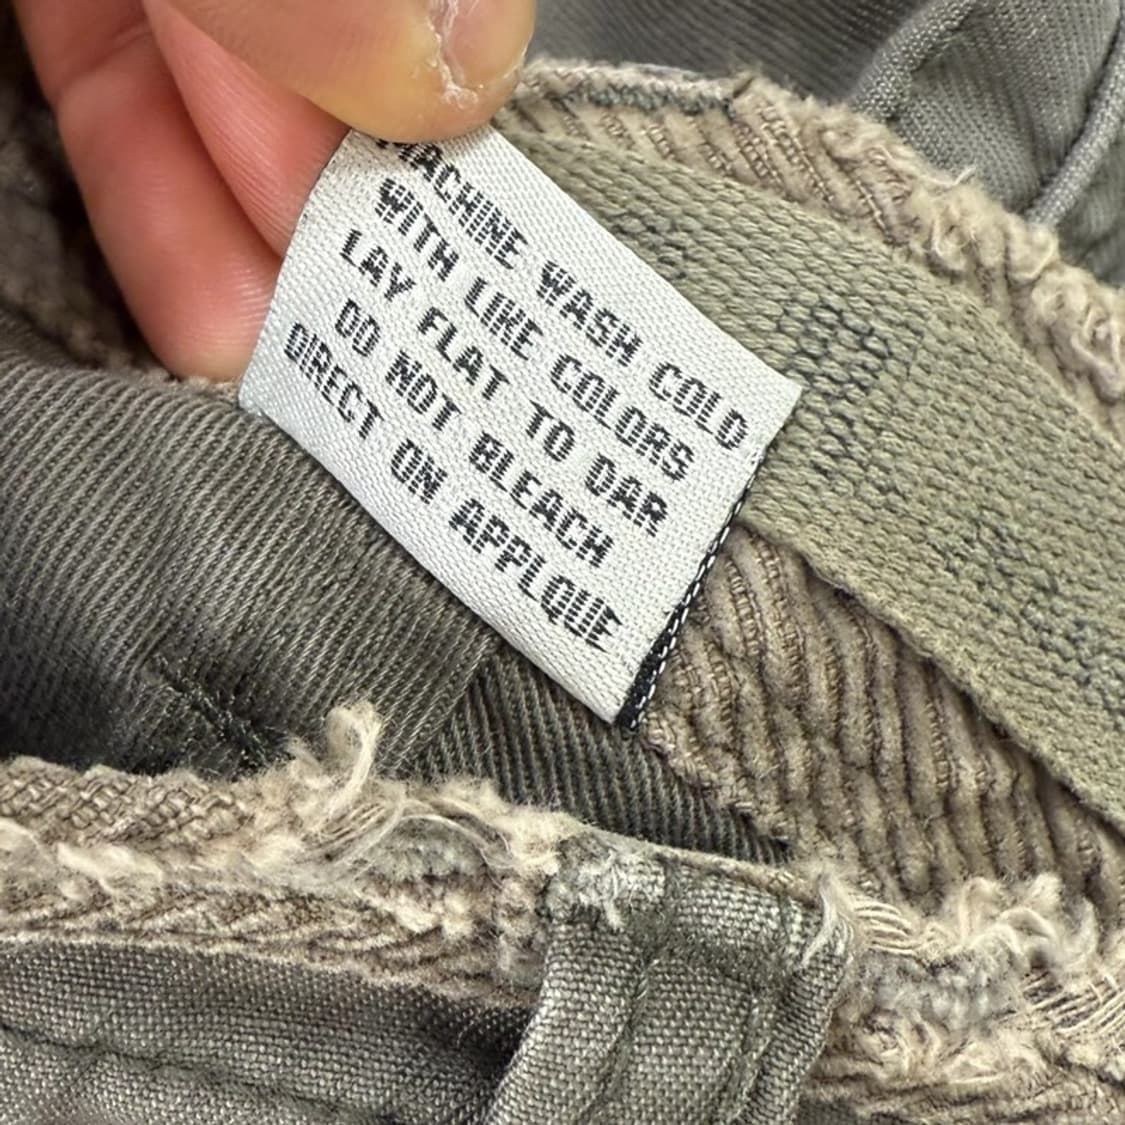 MACHINE WASH COLD
WITH LIKE COLORS
LAY FLAT TO DAR
DO NOT BLEACH
DIRECT ON APPLQUE